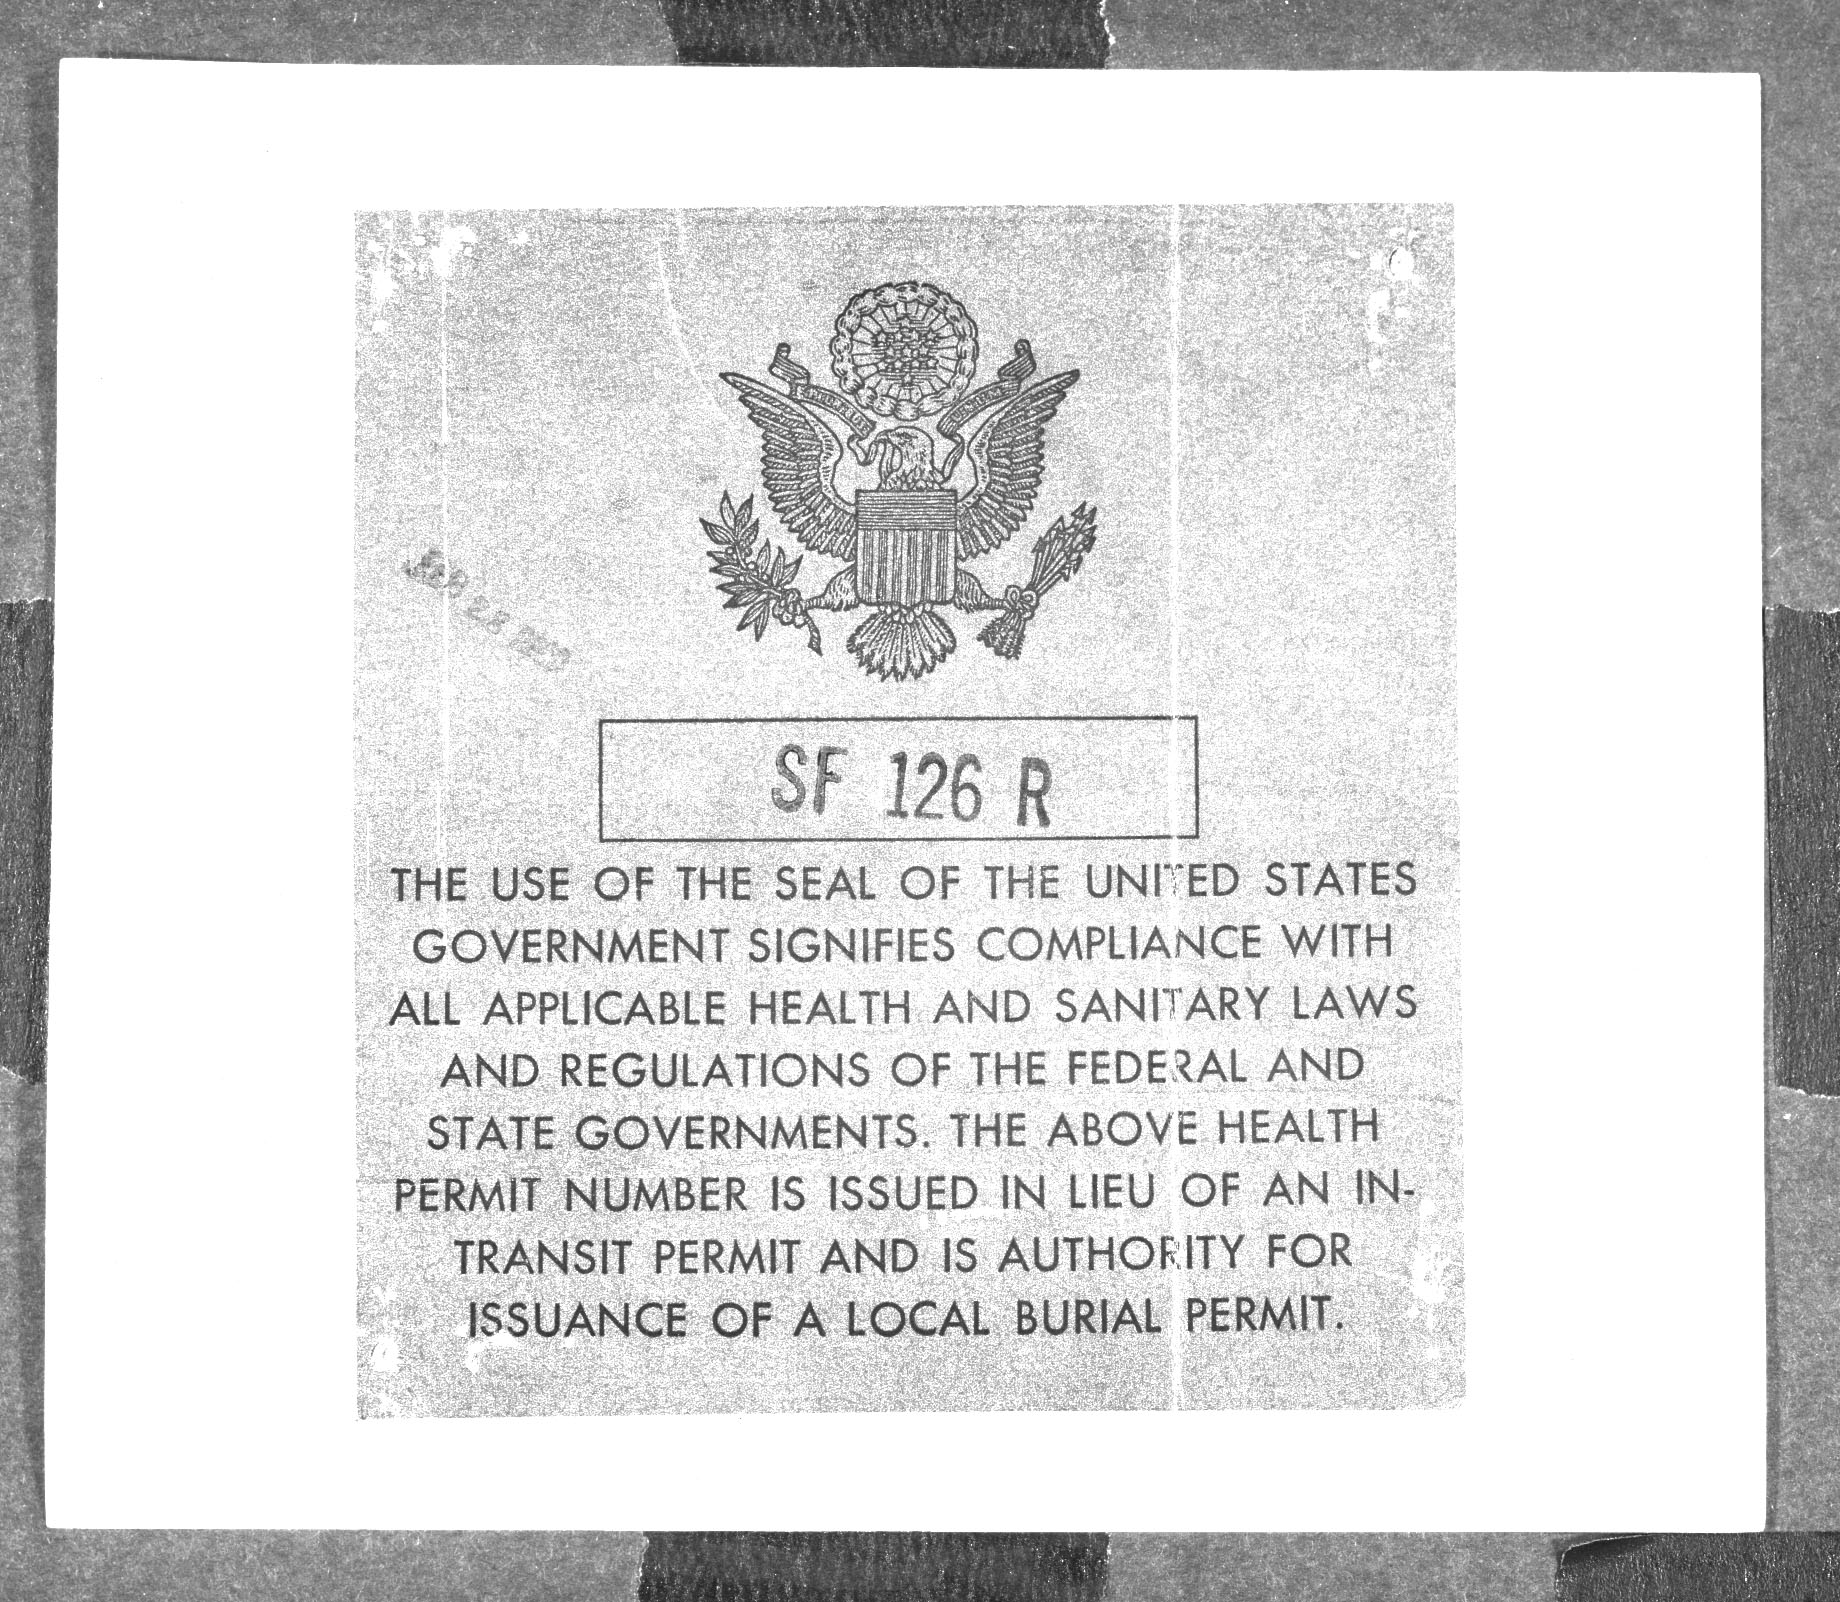 SF 126 R
THE USE OF THE SEAL OF THE UNITED STATES
GOVERNMENT SIGNIFIES COMPLIANCE WITH
ALL APPLICABLE HEALTH AND SANITARY LAWS
AND REGULATIONS OF THE FEDERAL AND
STATE GOVERNMENTS. THE ABOVE HEALTH
PERMIT NUMBER IS ISSUED IN LIEU OF AN IN-
TRANSIT PERMIT AND IS AUTHORITY FOR
ISSUANCE OF A LOCAL BURIAL PERMIT.